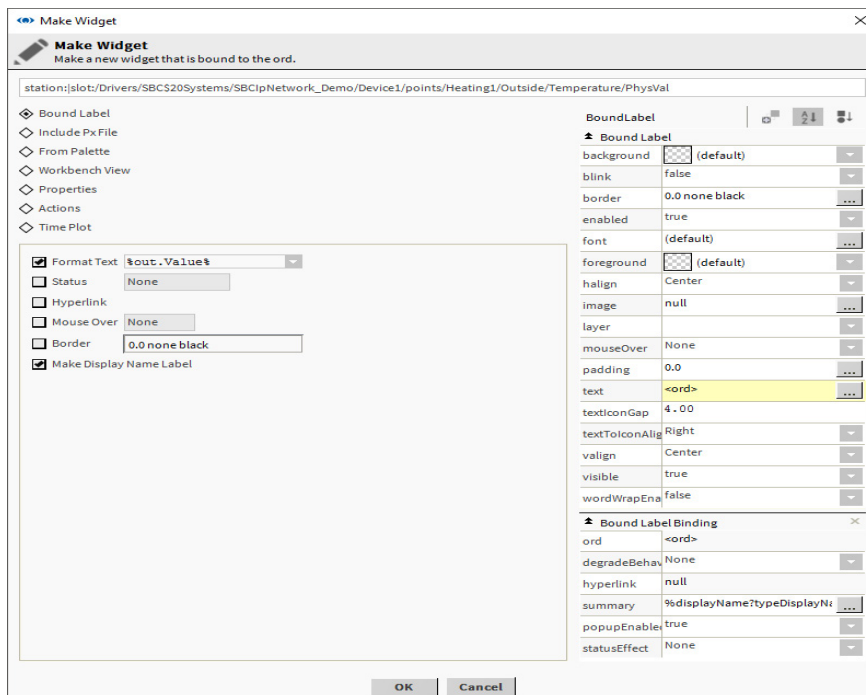 Make Widget
Make Widget
Make a new widget that is bound to the ord.
station:|slot:/Drivers/SBC$20Systems/SBCIpNetwork_Demo/Device1/points/Heating1/Outside/Temperature/PhysVal
Bound Label
Include Px File
From Palette
Workbench View
Properties
Actions
Time Plot
Format Text %out.Value%
Status None
Hyperlink
Mouse Over None
Border 0.0 none black
Make Display Name Label
BoundLabel
Bound Label
background (default)
blink false
border 0.0 none black ...
enabled true
font (default) ...
foreground (default)
halign Center
image null ...
layer
mouseOver None
padding 0.0 ...
text <ord> ...
textIconGap 4.00
textToIconAlig Right
valign Center
visible true
wordWrapEna false
Bound Label Binding
ord <ord>
degradeBehav None
hyperlink null
summary %displayName?typeDisplayNa ...
popupEnable true
statusEffect None
OK Cancel